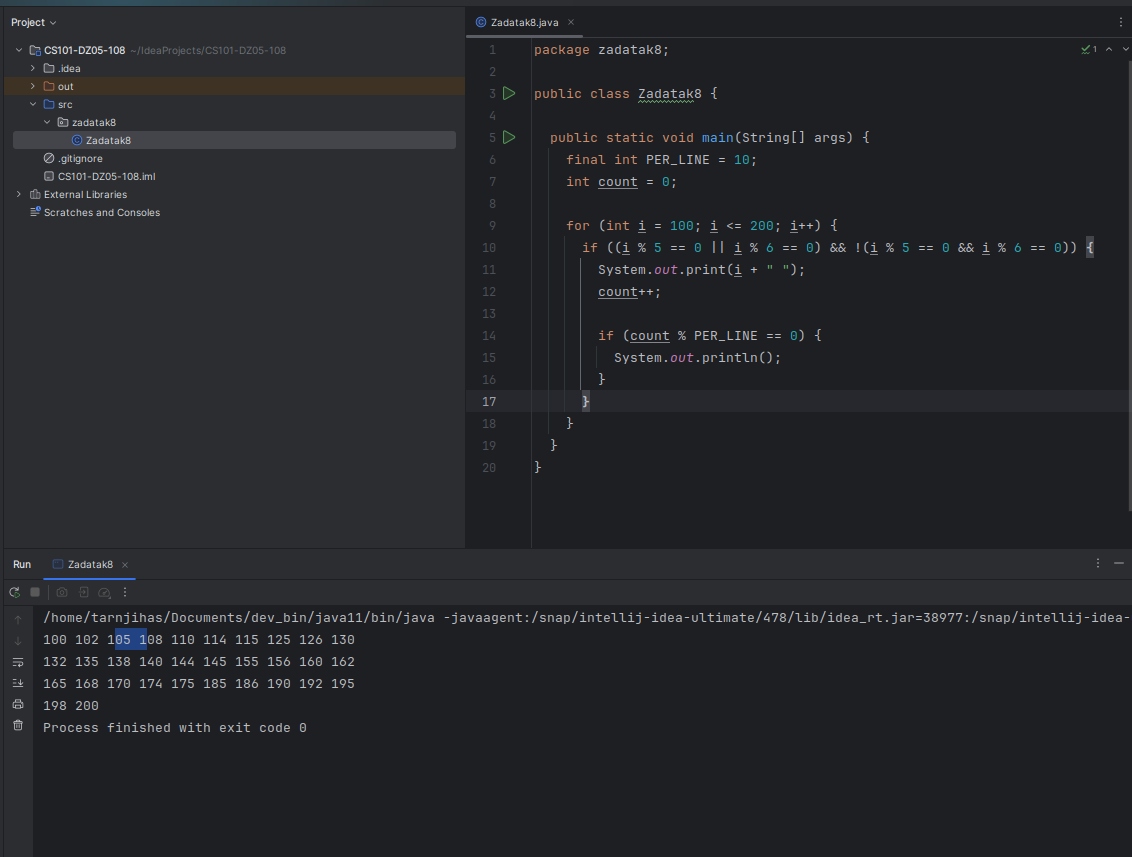 Project
CS101-DZ05-108 ~/IdeaProjects/CS101-DZ05-108
.idea
out
src
zadatak8
Zadatak8
.gitignore
CS101-DZ05-108.iml
External Libraries
Scratches and Consoles
Zadatak8.java
1
1 package zadatak8;
2
3 public class Zadatak8 {
4
5 public static void main(String[] args) {
6 final int PER_LINE = 10;
7 int count = 0;
8
9 for (int i = 100; i <= 200; i++) {
10 if ((i % 5 == 0 || i % 6 == 0) && !(i % 5 == 0 && i % 6 == 0)) {
11 System.out.print(i + " ");
12 count++;
13
14 if (count % PER_LINE == 0) {
15 System.out.println();
16 }
17 }
18 }
19 }
20 }
Run Zadatak8
/home/tarnjihas/Documents/dev_bin/java11/bin/java -javaagent:/snap/intellij-idea-ultimate/478/lib/idea_rt.jar=38977:/snap/intellij-idea-
100 102 105 108 110 114 115 125 126 130
132 135 138 140 144 145 155 156 160 162
165 168 170 174 175 185 186 190 192 195
198 200
Process finished with exit code 0